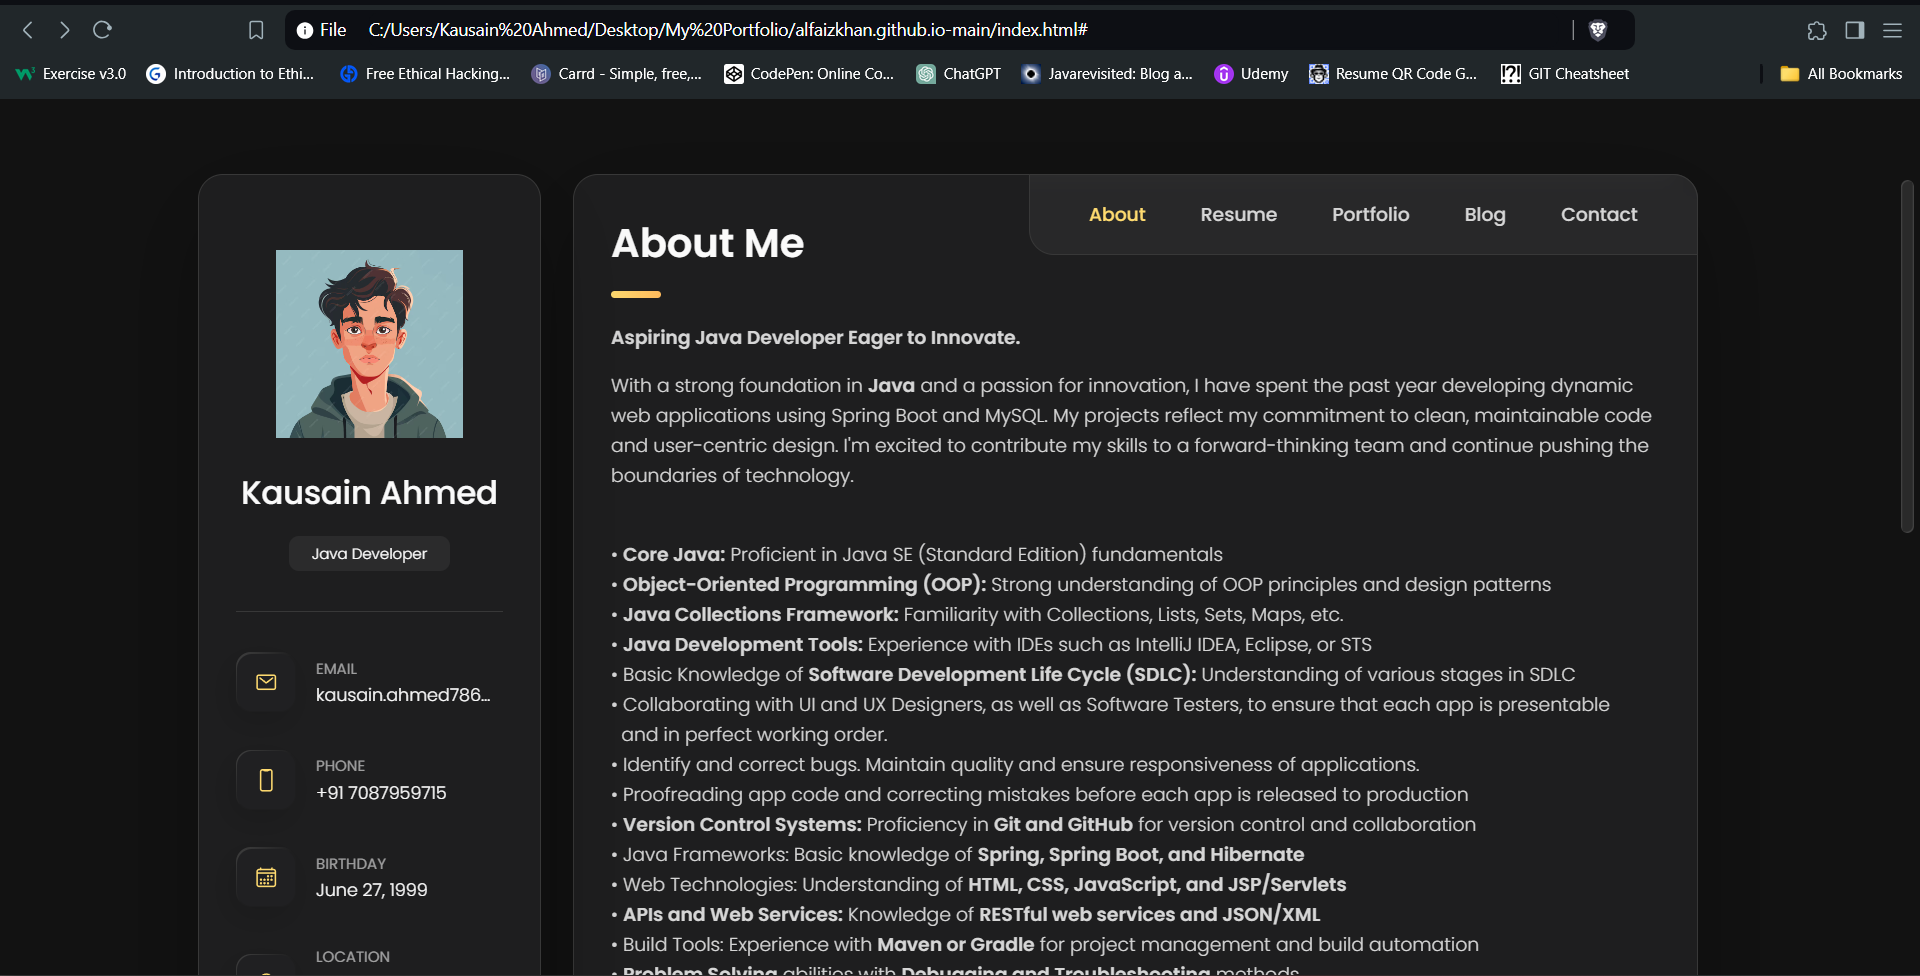 File C:/Users/Kausain%20Ahmed/Desktop/My%20Portfolio/alfaizkhan.github.io-main/index.html#
Exercise v3.0 Introduction to Ethi... Free Ethical Hacking... Carrd - Simple, free,... CodePen: Online Co... ChatGPT Javarevisited: Blog a... Udemy Resume QR Code G... GIT Cheatsheet All Bookmarks
Kausain Ahmed
Java Developer
EMAIL
kausain.ahmed786...
PHONE
+91 7087959715
BIRTHDAY
June 27, 1999
LOCATION
About Resume Portfolio Blog Contact
About Me
Aspiring Java Developer Eager to Innovate.
With a strong foundation in Java and a passion for innovation, I have spent the past year developing dynamic
web applications using Spring Boot and MySQL. My projects reflect my commitment to clean, maintainable code
and user-centric design. I'm excited to contribute my skills to a forward-thinking team and continue pushing the
boundaries of technology.
• Core Java: Proficient in Java SE (Standard Edition) fundamentals
• Object-Oriented Programming (OOP): Strong understanding of OOP principles and design patterns
• Java Collections Framework: Familiarity with Collections, Lists, Sets, Maps, etc.
• Java Development Tools: Experience with IDEs such as IntelliJ IDEA, Eclipse, or STS
• Basic Knowledge of Software Development Life Cycle (SDLC): Understanding of various stages in SDLC
• Collaborating with UI and UX Designers, as well as Software Testers, to ensure that each app is presentable
and in perfect working order.
• Identify and correct bugs. Maintain quality and ensure responsiveness of applications.
• Proofreading app code and correcting mistakes before each app is released to production
• Version Control Systems: Proficiency in Git and GitHub for version control and collaboration
• Java Frameworks: Basic knowledge of Spring, Spring Boot, and Hibernate
• Web Technologies: Understanding of HTML, CSS, JavaScript, and JSP/Servlets
• APIs and Web Services: Knowledge of RESTful web services and JSON/XML
• Build Tools: Experience with Maven or Gradle for project management and build automation
• Problem Solving abilities with Debugging and Troubleshooting methods